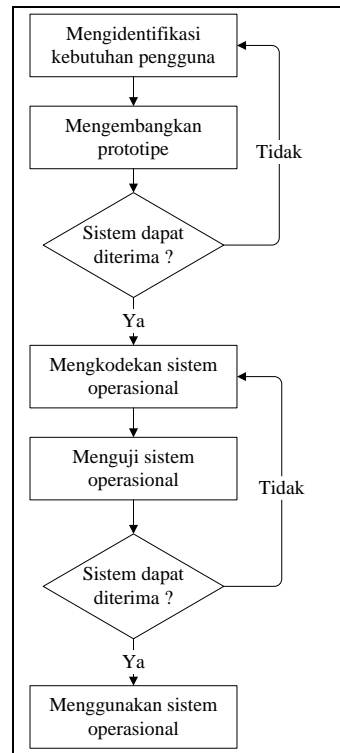 Mengidentifikasi
kebutuhan pengguna
Mengembangkan
prototipe
Tidak
Sistem dapat
diterima ?
Ya
Mengkodekan sistem
operasional
Menguji sistem
operasional
Tidak
Sistem dapat
diterima ?
Ya
Menggunakan sistem
operasional